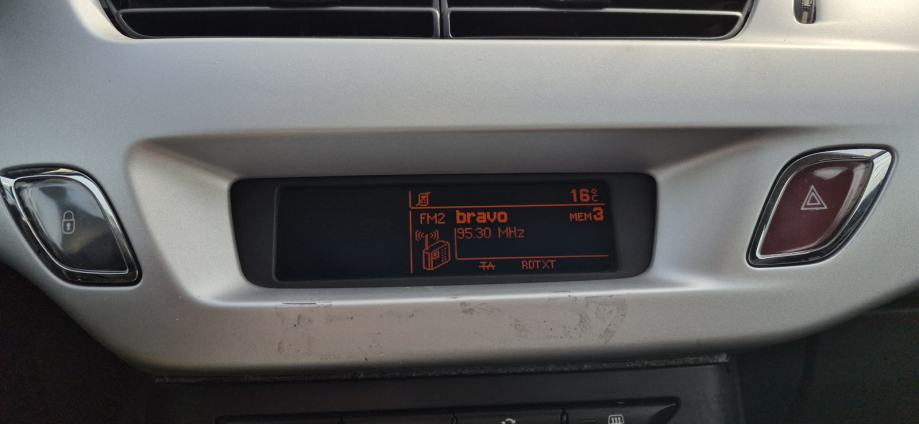 16°C
FM2 bravo MEM3
95.30 MHz
TA RDTXT